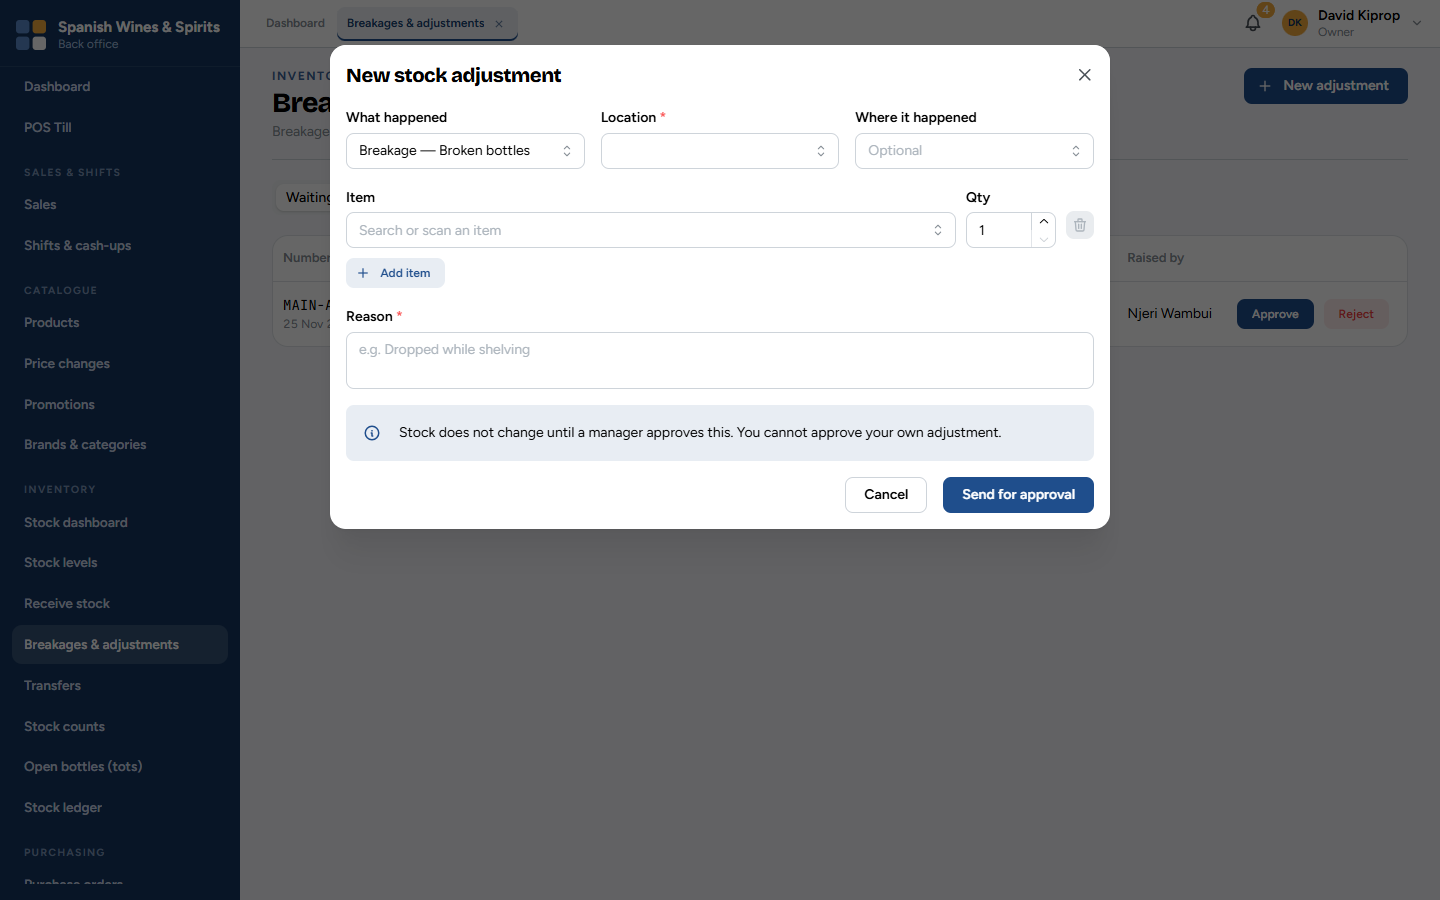 Spanish Wines & Spirits
Back office
Dashboard
POS Till
SALES & SHIFTS
Sales
Shifts & cash-ups
CATALOGUE
Products
Price changes
Promotions
Brands & categories
INVENTORY
Stock dashboard
Stock levels
Receive stock
Breakages & adjustments
Transfers
Stock counts
Open bottles (tots)
Stock ledger
PURCHASING
Purchase orders
Dashboard
Breakages & adjustments
4
DK
David Kiprop
Owner
New adjustment
Number
25 Nov
Raised by
Njeri Wambui
Approve
Reject
New stock adjustment
What happened
Location *
Where it happened
Breakage — Broken bottles
Optional
Item
Qty
Search or scan an item
1
Add item
Reason *
e.g. Dropped while shelving
Stock does not change until a manager approves this. You cannot approve your own adjustment.
Cancel
Send for approval